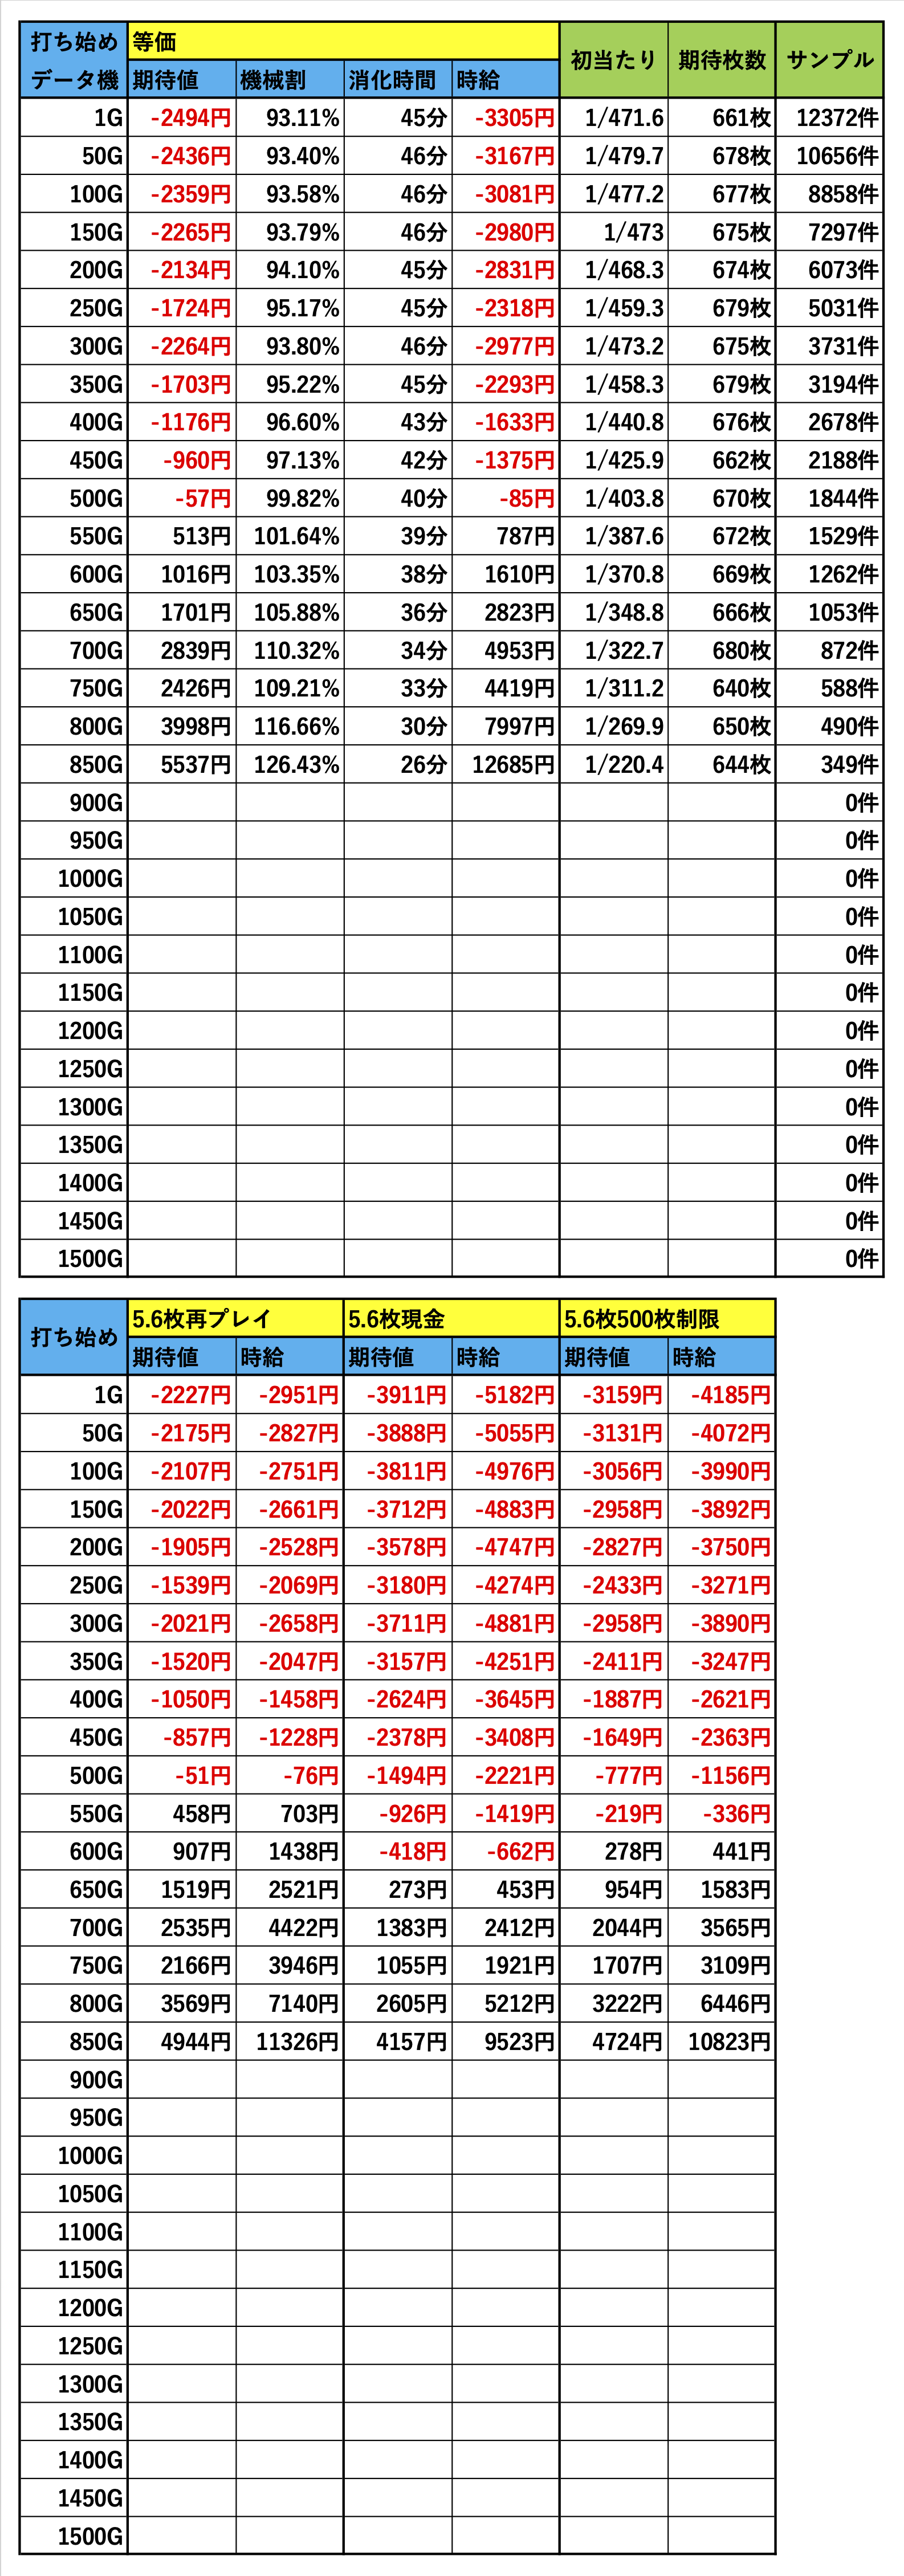 打ち始め 等価 初当たり 期待枚数 サンプル
データ機 期待値 機械割 消化時間 時給
1G -2494円 93.11% 45分 -3305円 1/471.6 661枚 12372件
50G -2436円 93.40% 46分 -3167円 1/479.7 678枚 10656件
100G -2359円 93.58% 46分 -3081円 1/477.2 677枚 8858件
150G -2265円 93.79% 46分 -2980円 1/473 675枚 7297件
200G -2134円 94.10% 45分 -2831円 1/468.3 674枚 6073件
250G -1724円 95.17% 45分 -2318円 1/459.3 679枚 5031件
300G -2264円 93.80% 46分 -2977円 1/473.2 675枚 3731件
350G -1703円 95.22% 45分 -2293円 1/458.3 679枚 3194件
400G -1176円 96.60% 43分 -1633円 1/440.8 676枚 2678件
450G -960円 97.13% 42分 -1375円 1/425.9 662枚 2188件
500G -57円 99.82% 40分 -85円 1/403.8 670枚 1844件
550G 513円 101.64% 39分 787円 1/387.6 672枚 1529件
600G 1016円 103.35% 38分 1610円 1/370.8 669枚 1262件
650G 1701円 105.88% 36分 2823円 1/348.8 666枚 1053件
700G 2839円 110.32% 34分 4953円 1/322.7 680枚 872件
750G 2426円 109.21% 33分 4419円 1/311.2 640枚 588件
800G 3998円 116.66% 30分 7997円 1/269.9 650枚 490件
850G 5537円 126.43% 26分 12685円 1/220.4 644枚 349件
900G 0件
950G 0件
1000G 0件
1050G 0件
1100G 0件
1150G 0件
1200G 0件
1250G 0件
1300G 0件
1350G 0件
1400G 0件
1450G 0件
1500G 0件
打ち始め 5.6枚再プレイ 5.6枚現金 5.6枚500枚制限
期待値 時給 期待値 時給 期待値 時給
1G -2227円 -2951円 -3911円 -5182円 -3159円 -4185円
50G -2175円 -2827円 -3888円 -5055円 -3131円 -4072円
100G -2107円 -2751円 -3811円 -4976円 -3056円 -3990円
150G -2022円 -2661円 -3712円 -4883円 -2958円 -3892円
200G -1905円 -2528円 -3578円 -4747円 -2827円 -3750円
250G -1539円 -2069円 -3180円 -4274円 -2433円 -3271円
300G -2021円 -2658円 -3711円 -4881円 -2958円 -3890円
350G -1520円 -2047円 -3157円 -4251円 -2411円 -3247円
400G -1050円 -1458円 -2624円 -3645円 -1887円 -2621円
450G -857円 -1228円 -2378円 -3408円 -1649円 -2363円
500G -51円 -76円 -1494円 -2221円 -777円 -1156円
550G 458円 703円 -926円 -1419円 -219円 -336円
600G 907円 1438円 -418円 -662円 278円 441円
650G 1519円 2521円 273円 453円 954円 1583円
700G 2535円 4422円 1383円 2412円 2044円 3565円
750G 2166円 3946円 1055円 1921円 1707円 3109円
800G 3569円 7140円 2605円 5212円 3222円 6446円
850G 4944円 11326円 4157円 9523円 4724円 10823円
900G
950G
1000G
1050G
1100G
1150G
1200G
1250G
1300G
1350G
1400G
1450G
1500G